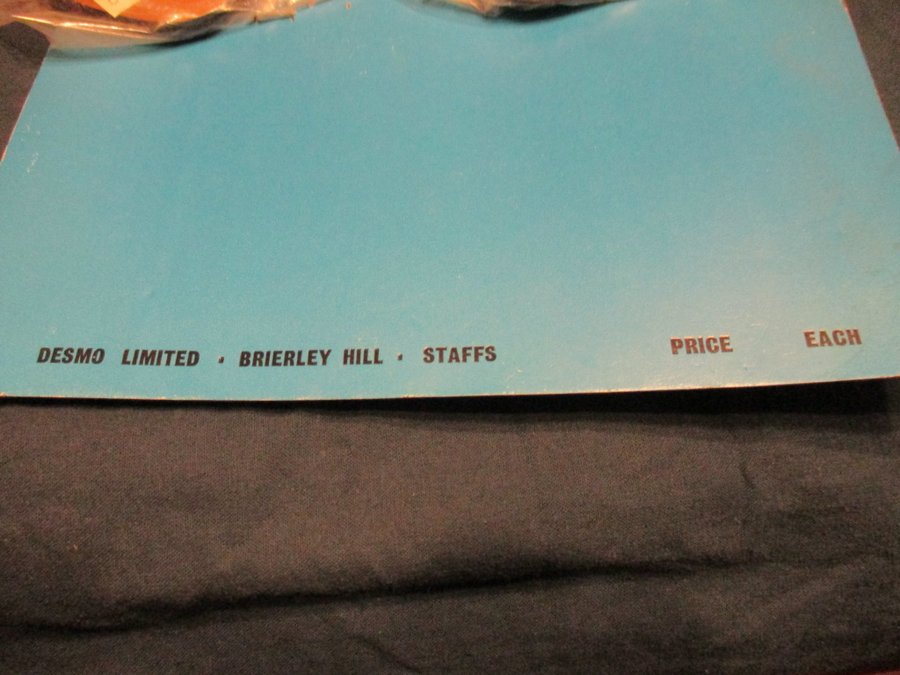 DESMO LIMITED · BRIERLEY HILL · STAFFS PRICE EACH